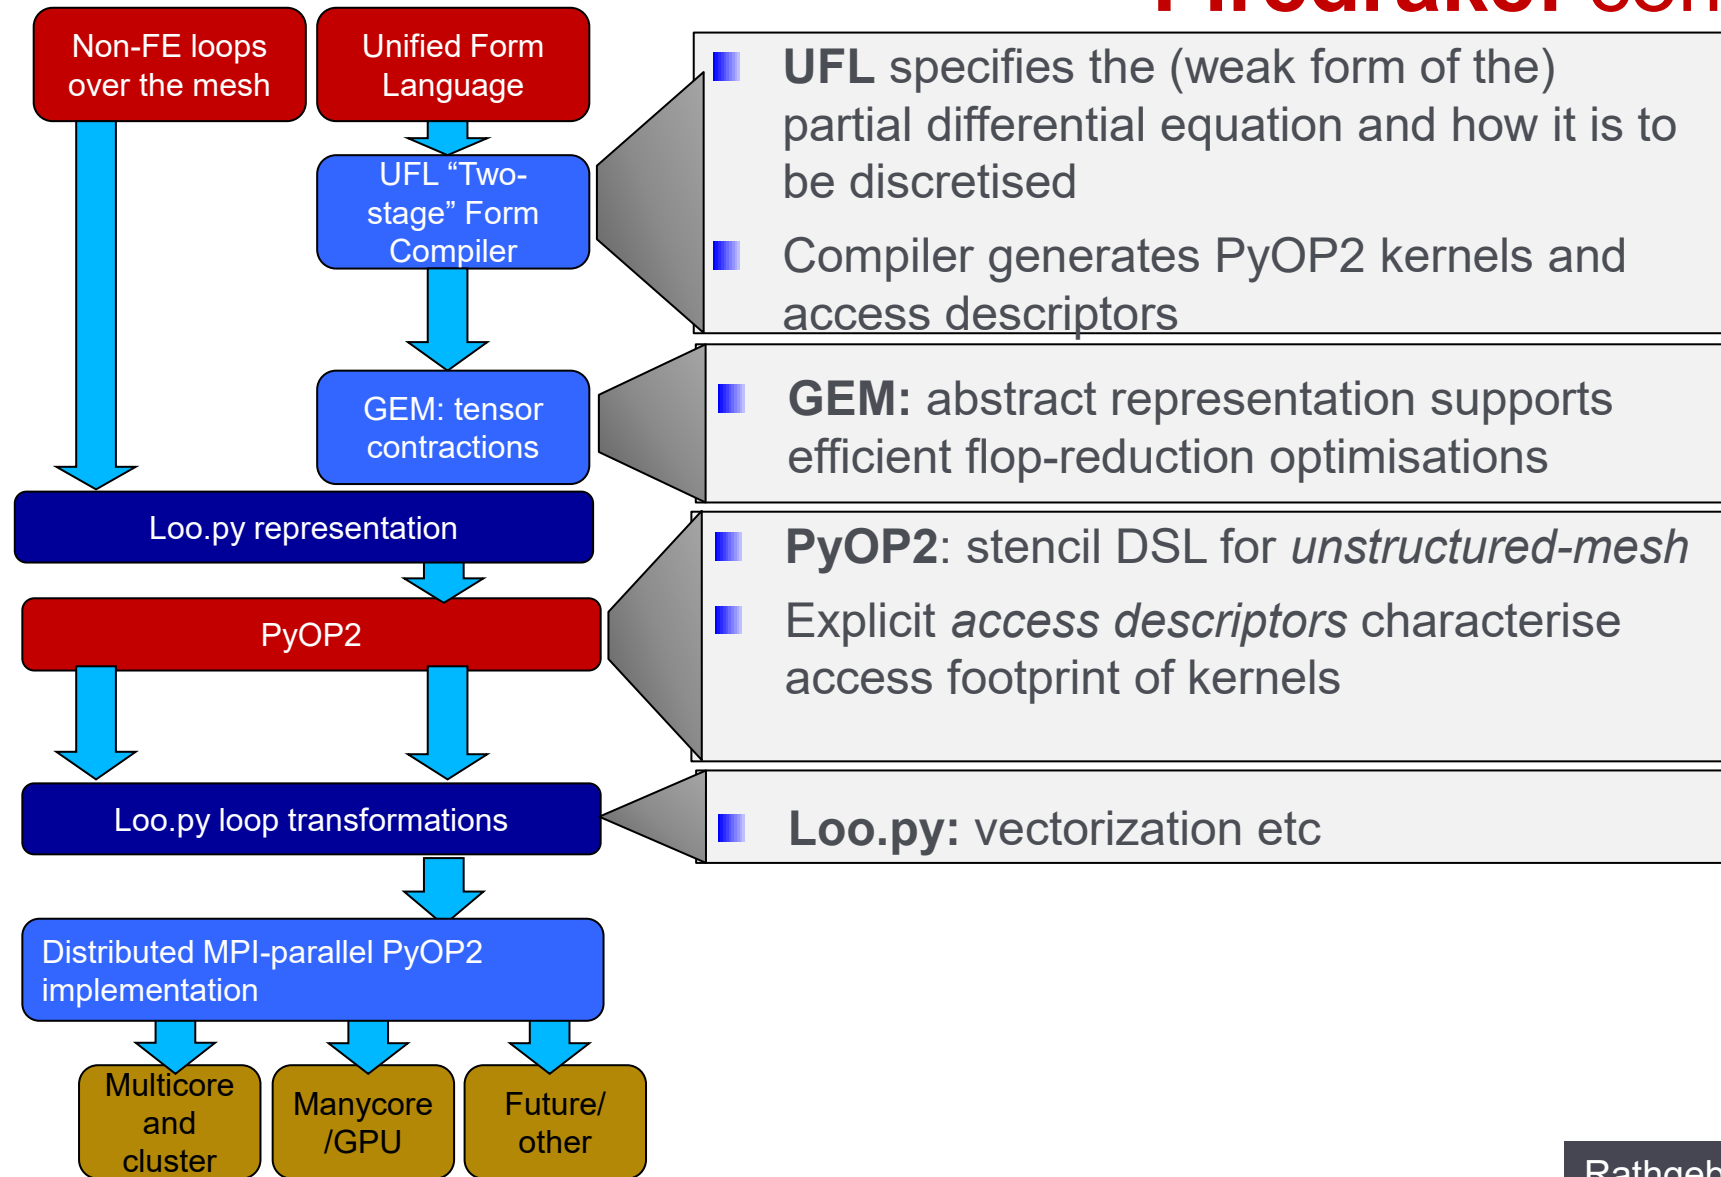 Firedrake: com
Non-FE loops
over the mesh
Unified Form
Language
UFL “Two-
stage” Form
Compiler
GEM: tensor
contractions
Loo.py representation
PyOP2
Loo.py loop transformations
Distributed MPI-parallel PyOP2
implementation
Multicore
and
cluster
Manycore
/GPU
Future/
other
UFL specifies the (weak form of the)
partial differential equation and how it is to
be discretised
Compiler generates PyOP2 kernels and
access descriptors
GEM: abstract representation supports
efficient flop-reduction optimisations
PyOP2: stencil DSL for unstructured-mesh
Explicit access descriptors characterise
access footprint of kernels
Loo.py: vectorization etc
Rathgeb